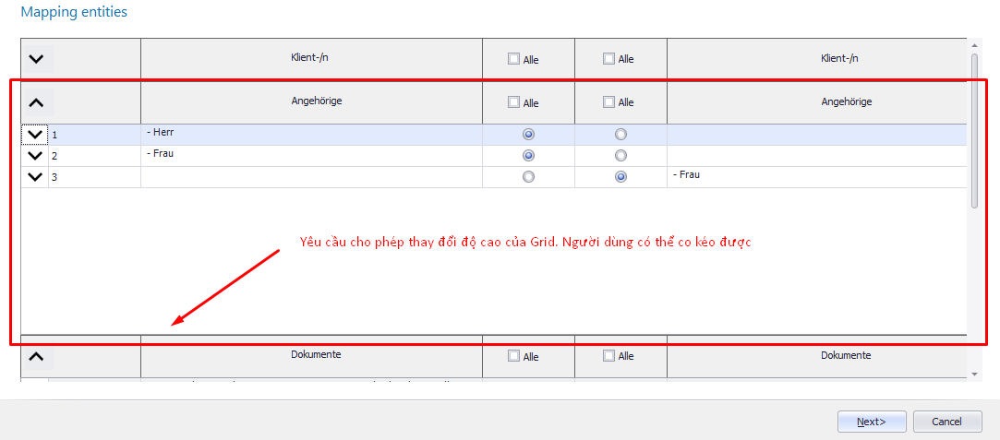 Mapping entities
Klient-/n Alle Alle Klient-/n
Angehörige Alle Alle Angehörige
1 - Herr
2 - Frau
3 - Frau
Yêu cầu cho phép thay đổi độ cao của Grid. Người dùng có thể co kéo được
Dokumente Alle Alle Dokumente
Next> Cancel